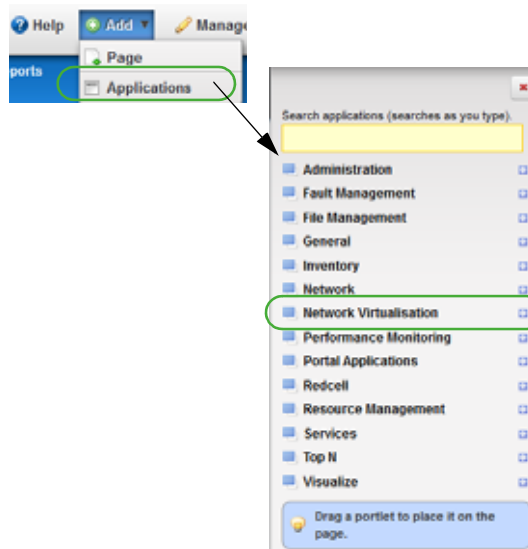 Help Add Manage
ports
Page
Applications
Search applications (searches as you type).
Administration
Fault Management
File Management
General
Inventory
Network
Network Virtualisation
Performance Monitoring
Portal Applications
Redcell
Resource Management
Services
Top N
Visualize
Drag a portlet to place it on the
page.